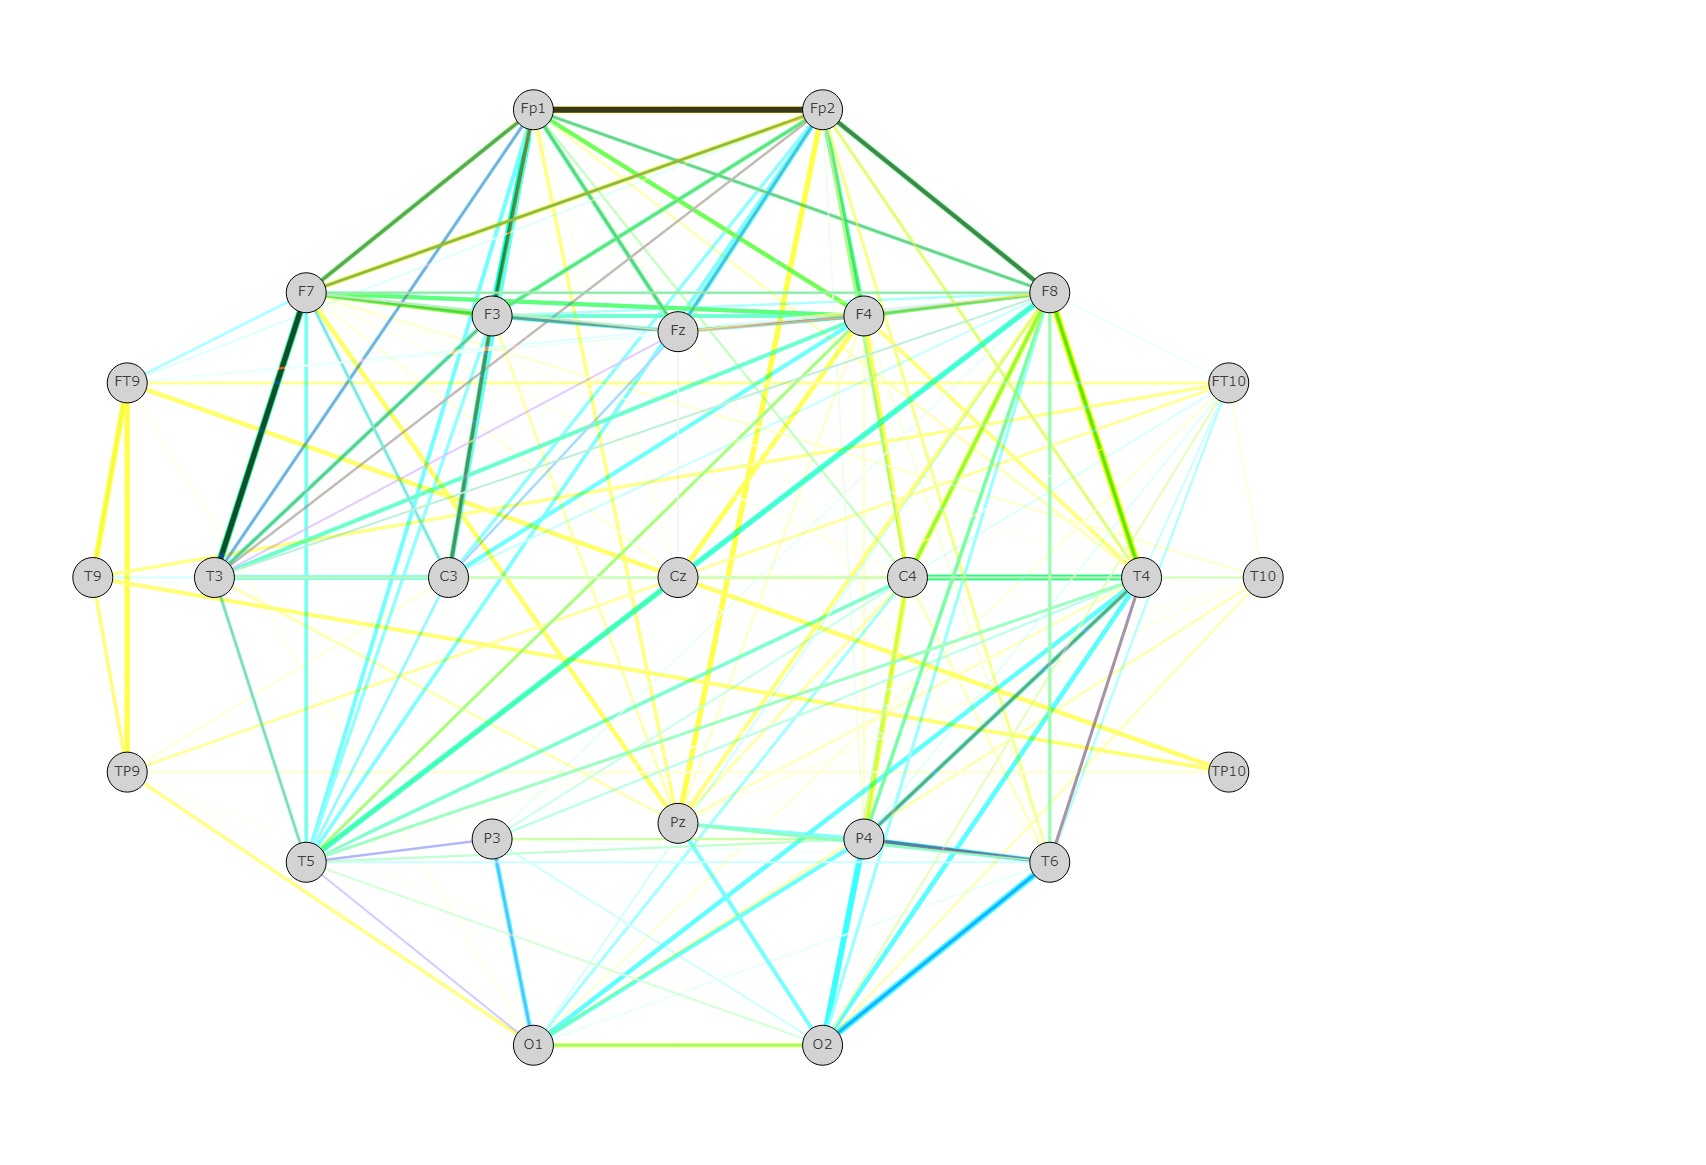 Fp1 Fp2
F7 F3 Fz F4 F8
FT9 FT10
T9 T3 C3 Cz C4 T4 T10
TP9 TP10
T5 P3 Pz P4 T6
O1 O2